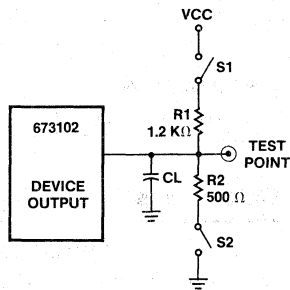 VCC
S1
R1
1.2 KΩ
673102
TEST
POINT
DEVICE
OUTPUT
CL
R2
500 Ω
S2